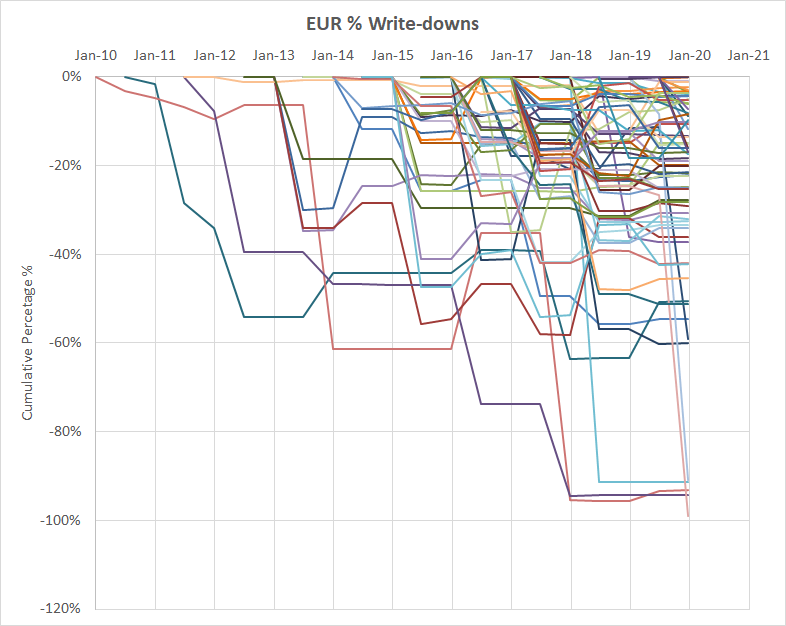 EUR % Write-downs
Jan-10 Jan-11 Jan-12 Jan-13 Jan-14 Jan-15 Jan-16 Jan-17 Jan-18 Jan-19 Jan-20 Jan-21
0%
-20%
-40%
-60%
-80%
-100%
-120%
Cumulative Percetage %